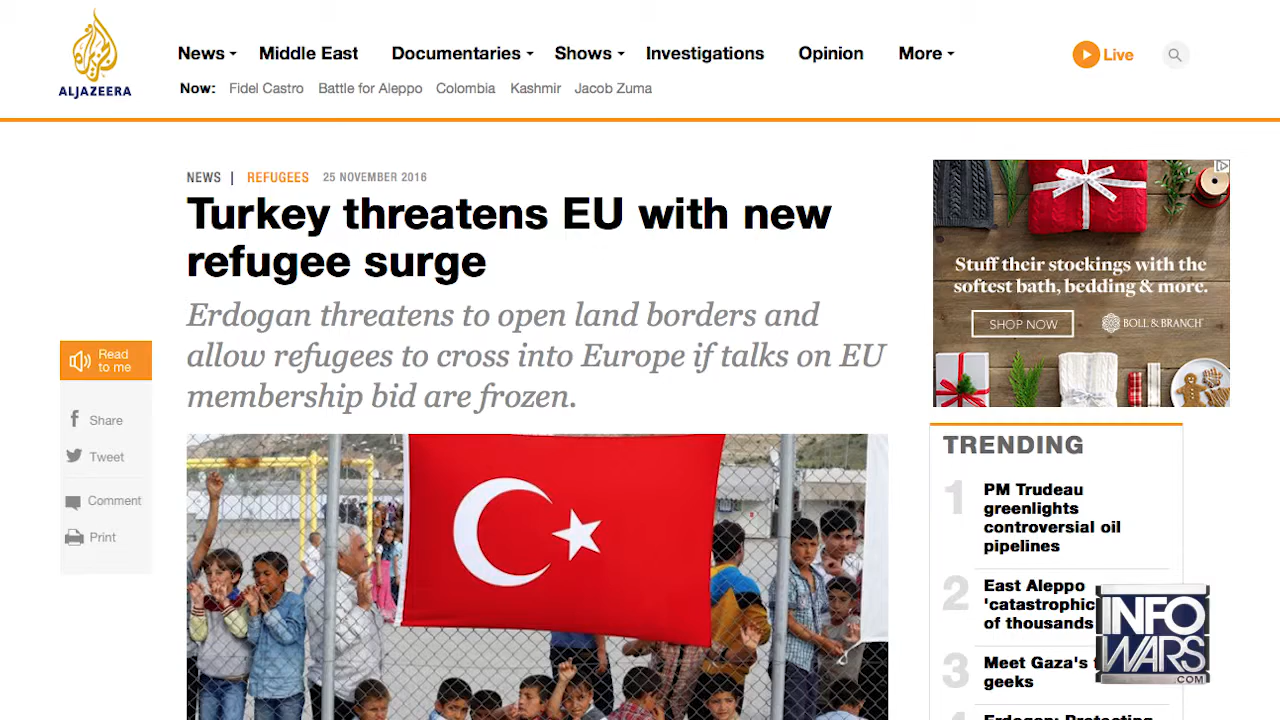 ALJAZEERA
News
Middle East
Documentaries
Shows
Investigations
Opinion
More
Live
Now: Fidel Castro Battle for Aleppo Colombia Kashmir Jacob Zuma
NEWS | REFUGEES 25 NOVEMBER 2016
Turkey threatens EU with new
refugee surge
Erdogan threatens to open land borders and
allow refugees to cross into Europe if talks on EU
membership bid are frozen.
Read
to me
Share
Tweet
Comment
Print
Stuff their stockings with the
softest bath, bedding & more.
SHOP NOW
BOLL & BRANCH
TRENDING
1
PM Trudeau
greenlights
controversial oil
pipelines
2
East Aleppo
'catastrophic
of thousands
3
Meet Gaza's
geeks
Erdogan: Protecting
INFO
WARS
.COM